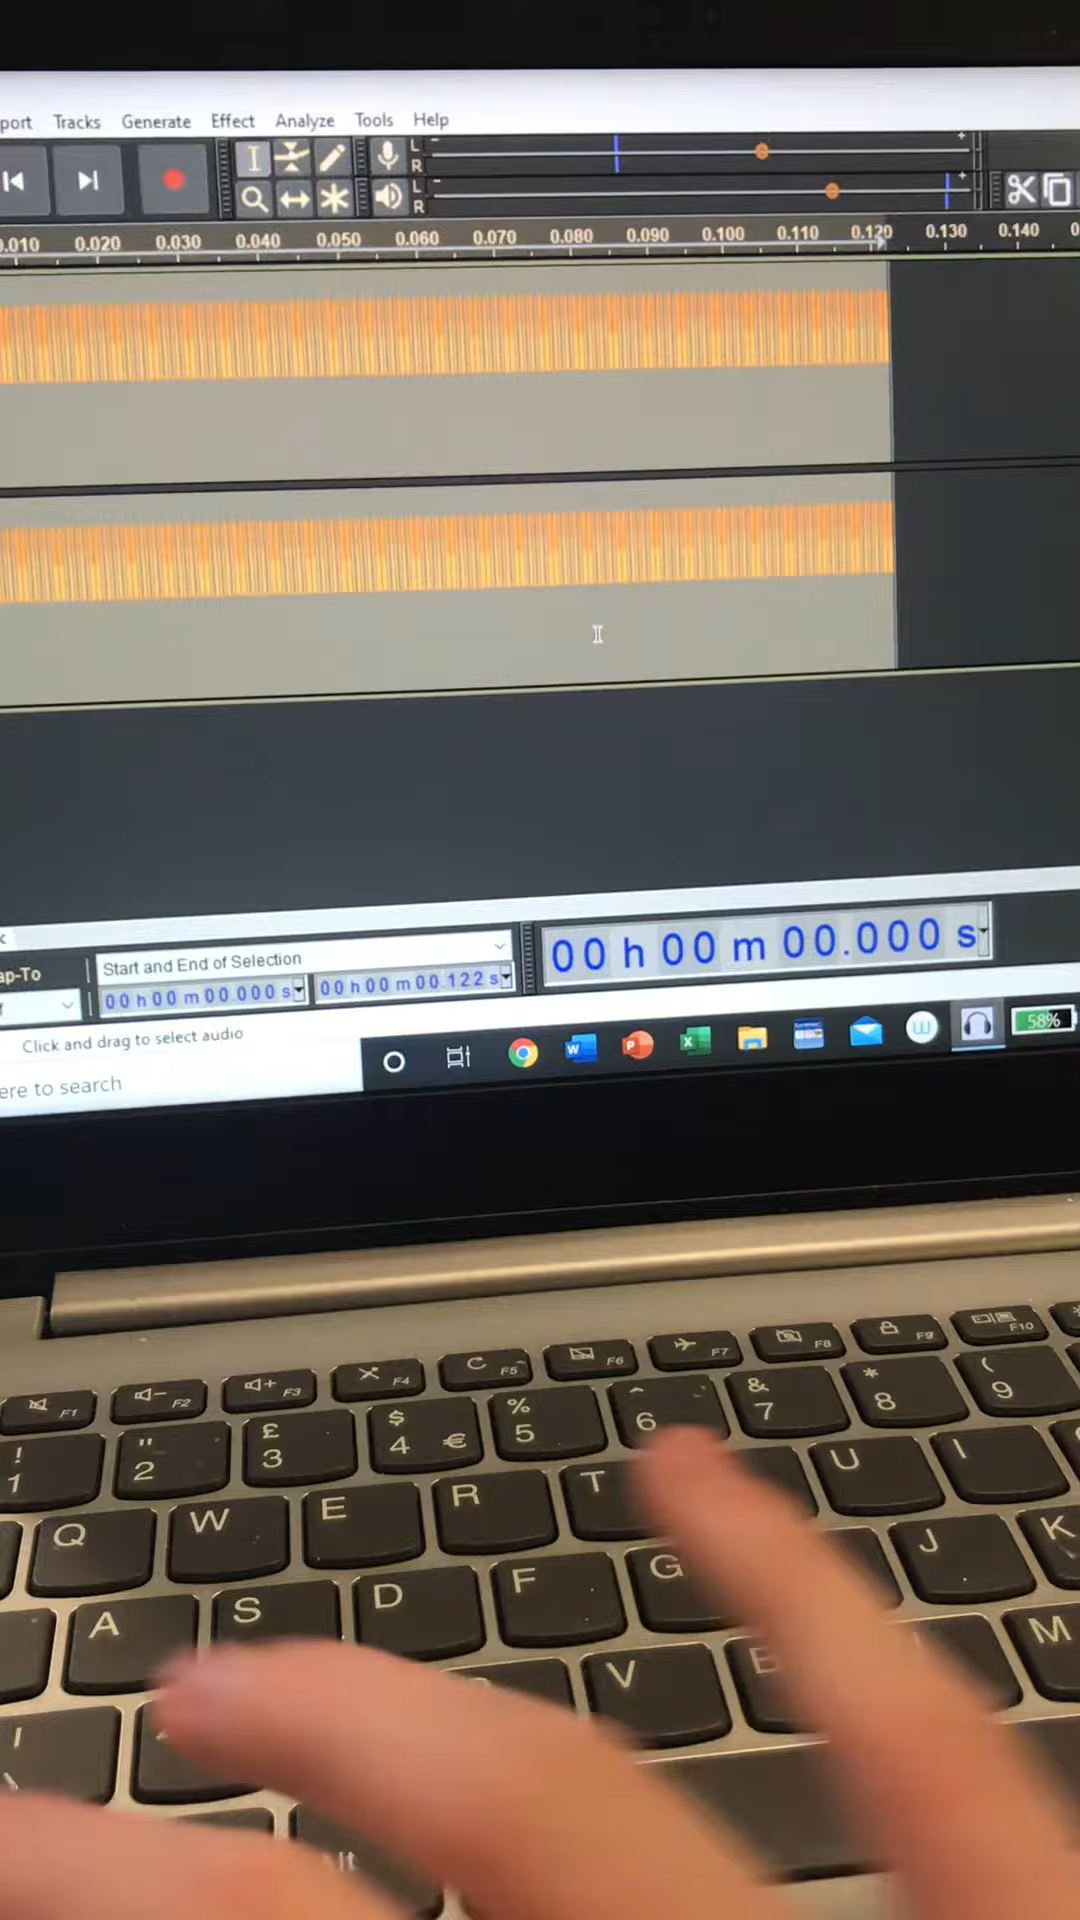 port Tracks Generate Effect Analyze Tools Help
L
R
L
R
0.010 0.020 0.030 0.040 0.050 0.060 0.070 0.080 0.090 0.100 0.110 0.120 0.130 0.140
ap-To
Start and End of Selection
00 h 00 m 00.000 s
00 h 00 m 00.122 s
00 h 00 m 00.000 s
Click and drag to select audio
ere to search
58%
F1 F2 F3 F4 F5 F6 F7 F8 F9 F10
! " £ $ % ^ & * (
1 2 3 4 € 5 6 7 8 9
Q W E R T U I
A S D F G J K
V B M